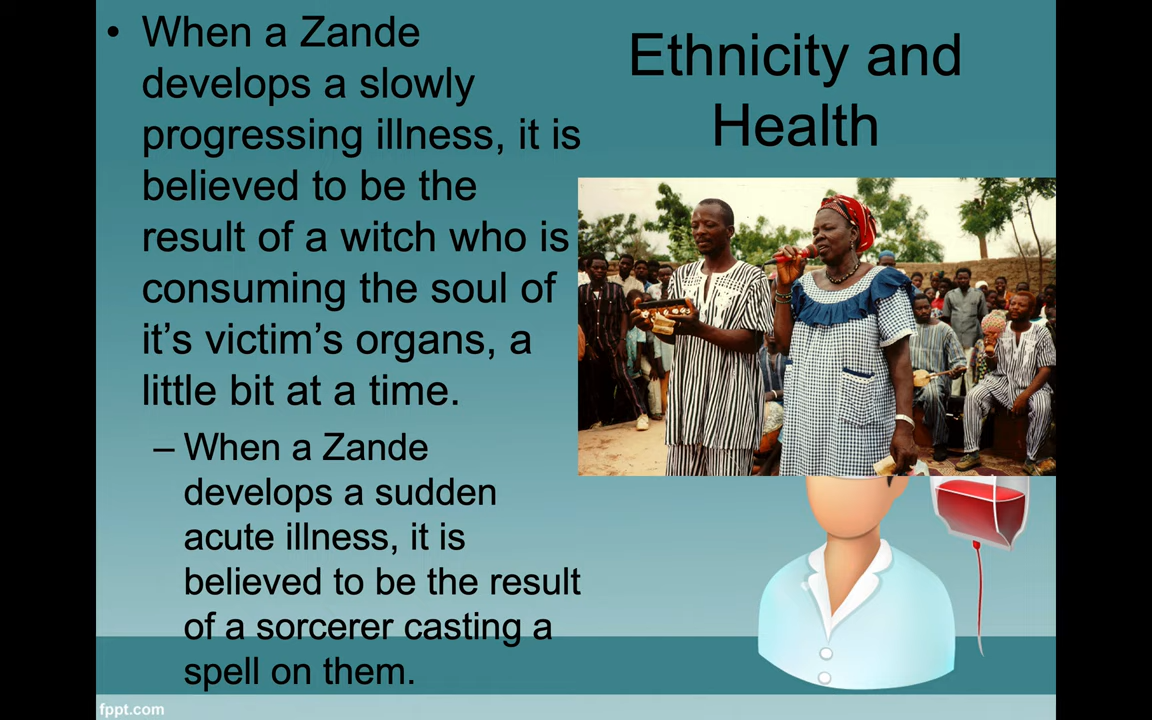 • When a Zande
develops a slowly
progressing illness, it is
believed to be the
result of a witch who is
consuming the soul of
it’s victim’s organs, a
little bit at a time.
– When a Zande
develops a sudden
acute illness, it is
believed to be the result
of a sorcerer casting a
spell on them.
Ethnicity and
Health
fppt.com